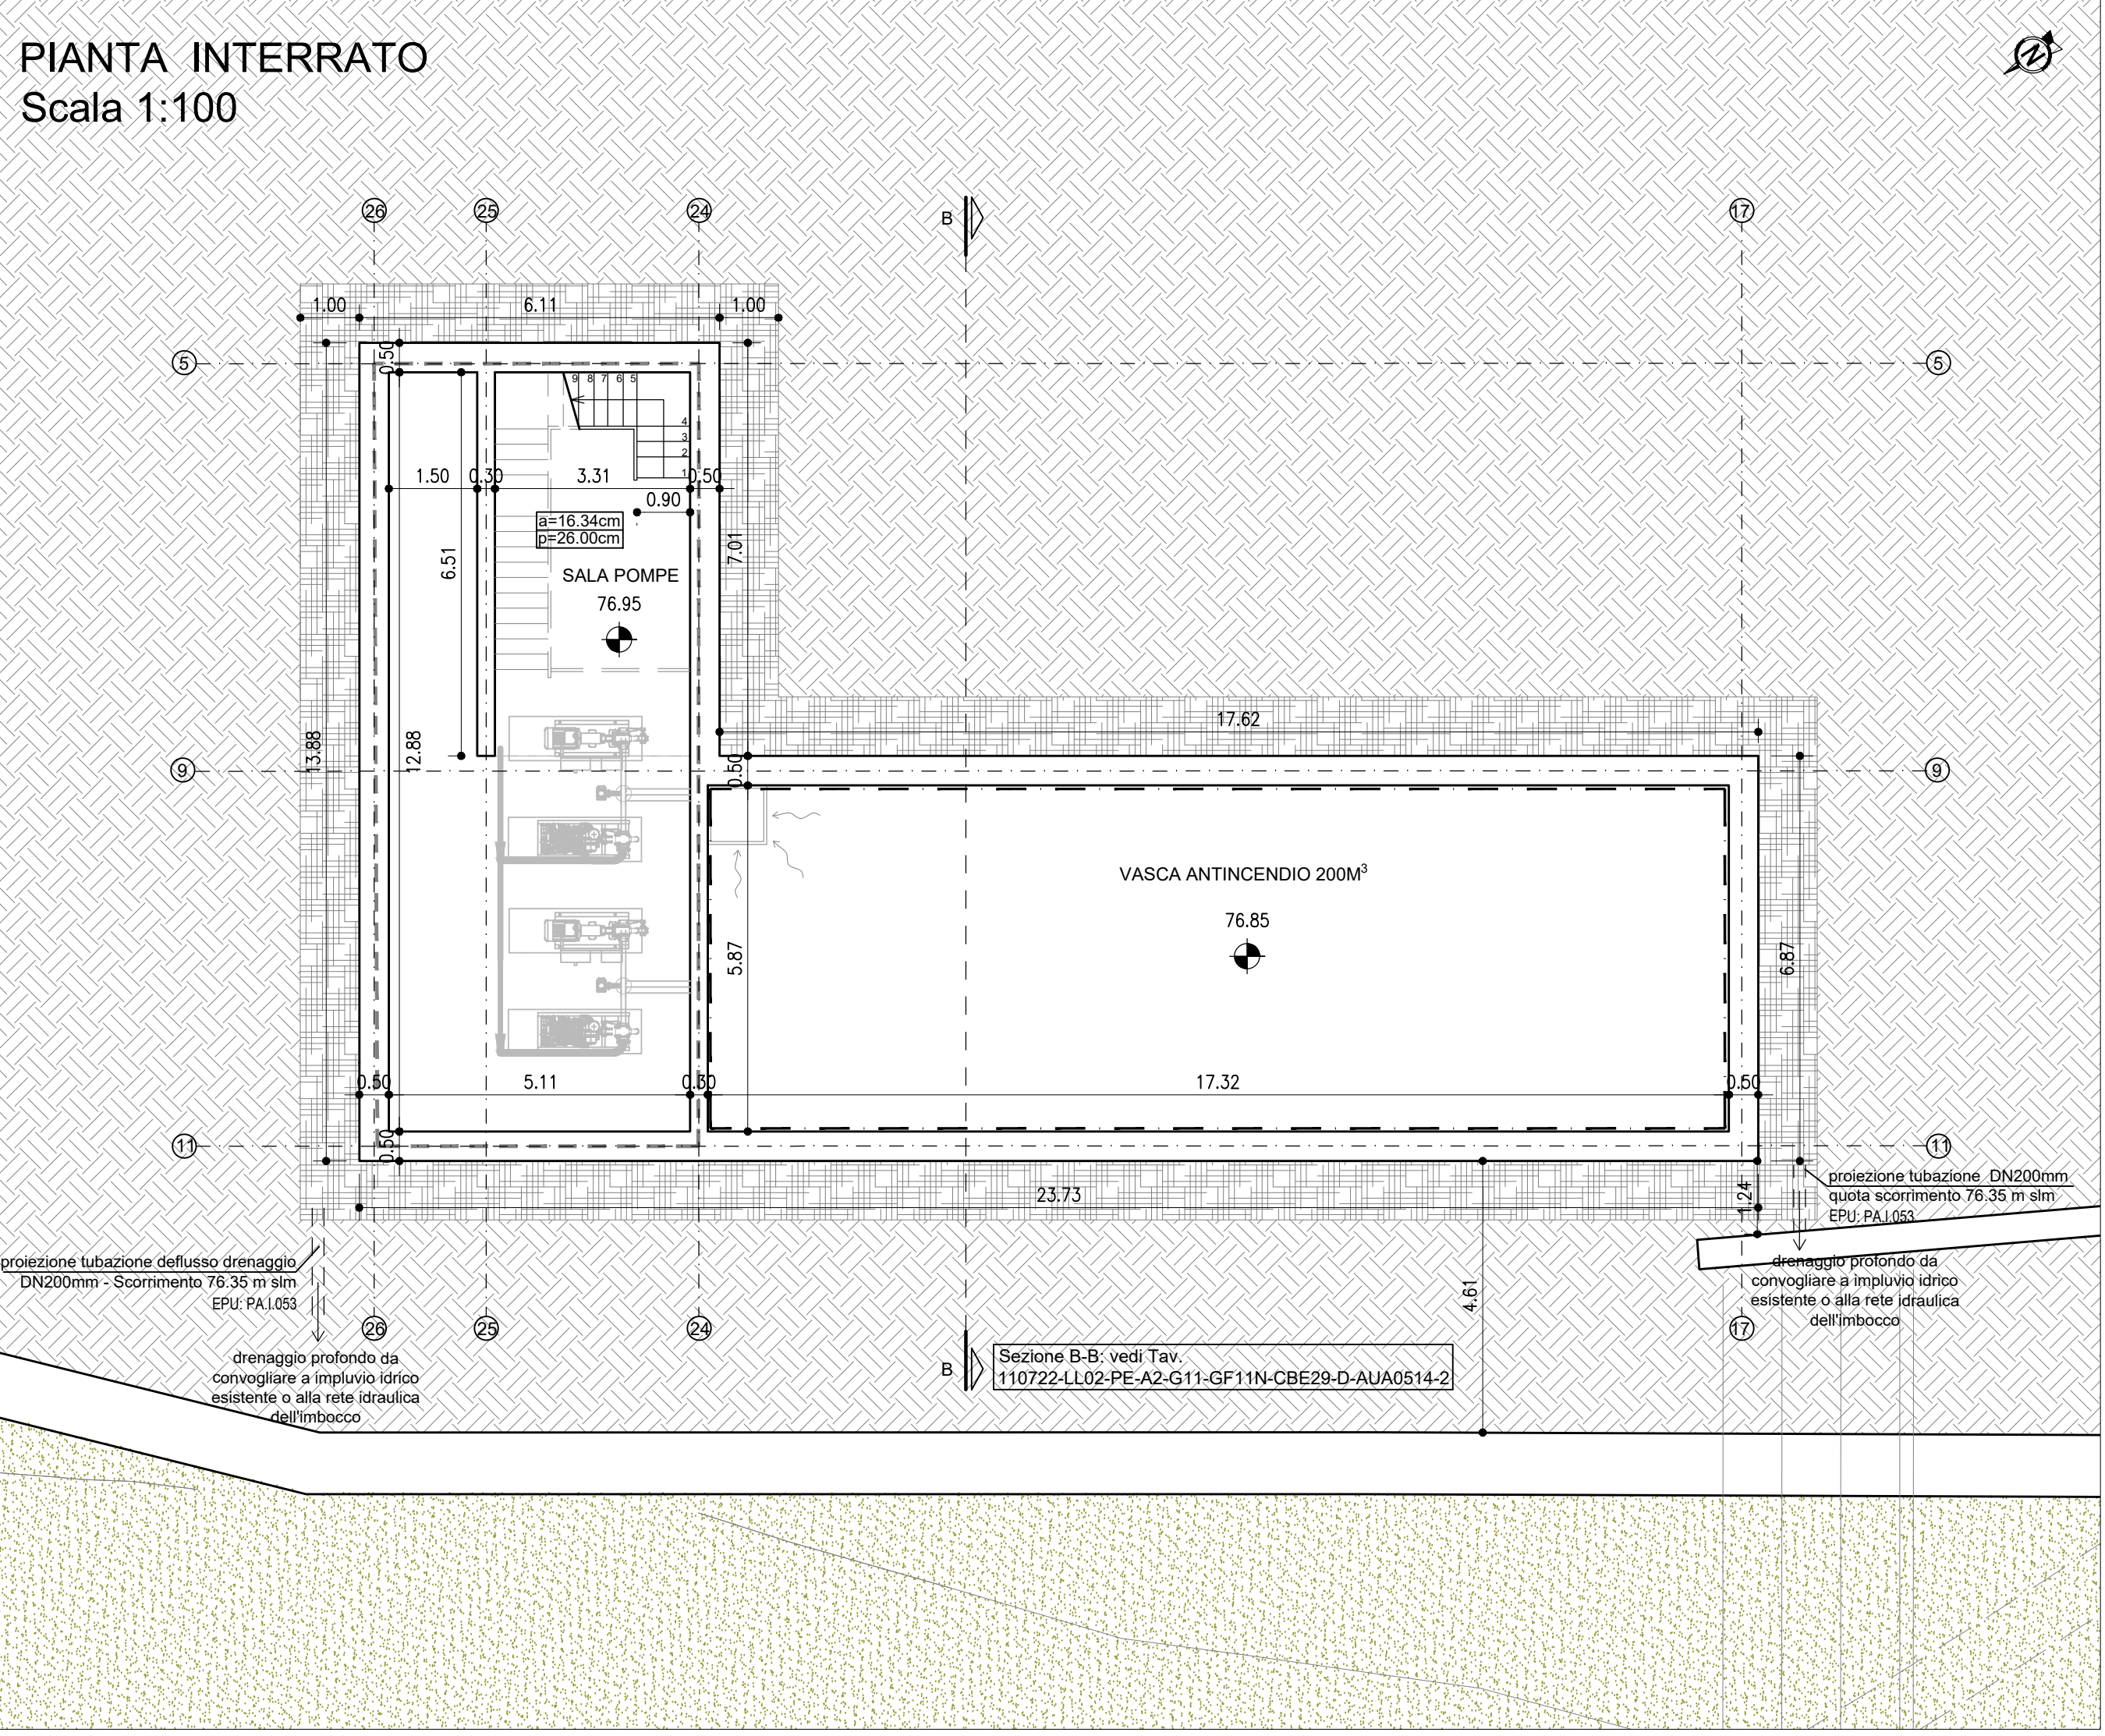 PIANTA INTERRATO
Scala 1:100
N
26
25
24
B
17
1.00
6.11
1.00
5
0.50
5
9 8 7 6 5
4
3
2
1
1.50
0.30
3.31
0.50
0.90
a=16.34cm
p=26.00cm
6.51
7.01
SALA POMPE
76.95
17.62
13.88
12.88
9
0.50
9
VASCA ANTINCENDIO 200M³
76.85
5.87
6.87
0.50
5.11
0.30
17.32
0.50
11
0.50
11
23.73
1.24
proiezione tubazione DN200mm
quota scorrimento 76.35 m slm
EPU: PA.I.053
proiezione tubazione deflusso drenaggio
DN200mm - Scorrimento 76.35 m slm
EPU: PA.I.053
drenaggio profondo da
convogliare a impluvio idrico
esistente o alla rete idraulica
dell'imbocco
4.61
26
25
24
17
drenaggio profondo da
convogliare a impluvio idrico
esistente o alla rete idraulica
dell'imbocco
B
Sezione B-B: vedi Tav.
110722-LL02-PE-A2-G11-GF11N-CBE29-D-AUA0514-2